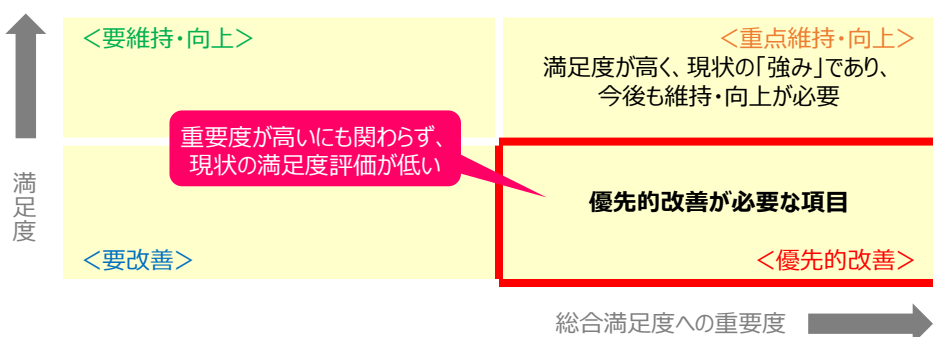 <要維持・向上>
<重点維持・向上>
満足度が高く、現状の「強み」であり、
今後も維持・向上が必要
重要度が高いにも関わらず、
現状の満足度評価が低い
満足度
優先的改善が必要な項目
<要改善>
<優先的改善>
総合満足度への重要度